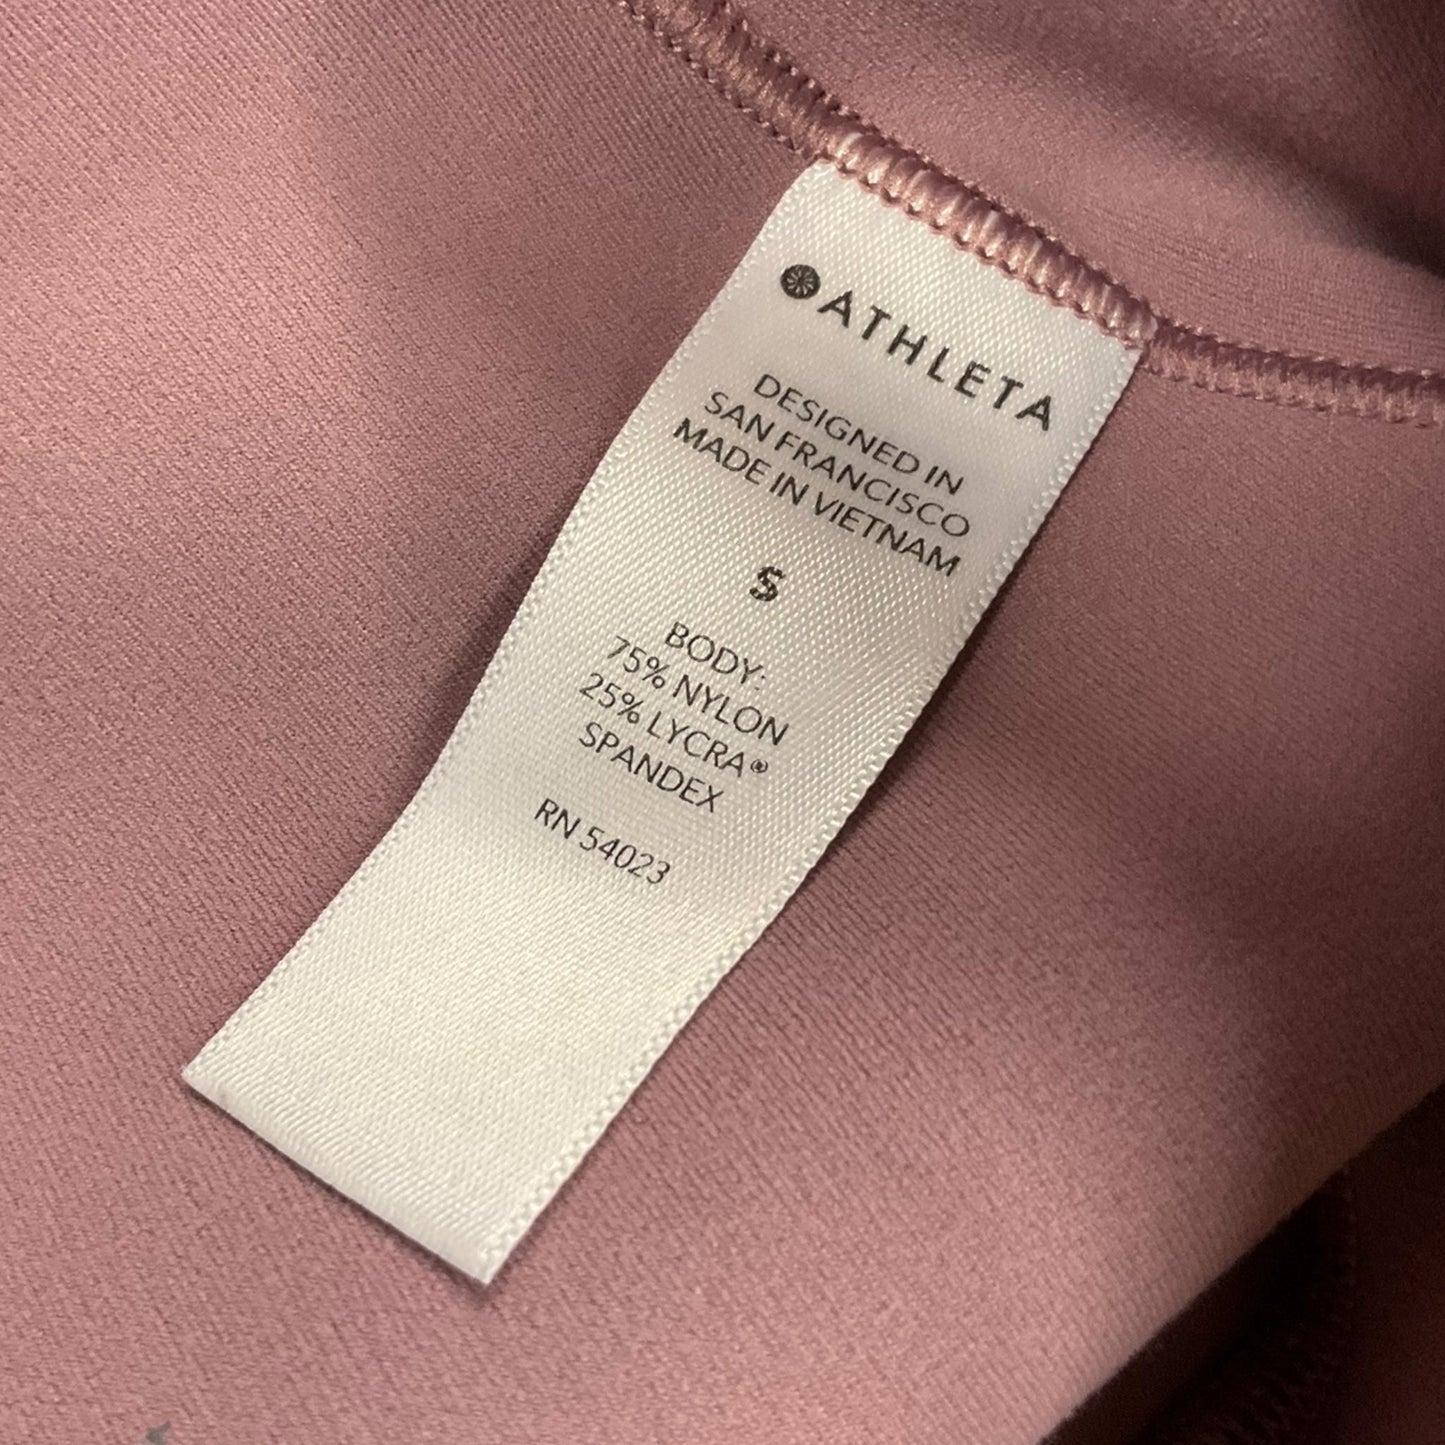 ATHLETA
DESIGNED IN
SAN FRANCISCO
MADE IN VIETNAM
S
BODY:
75% NYLON
25% LYCRA®
SPANDEX
RN 54023